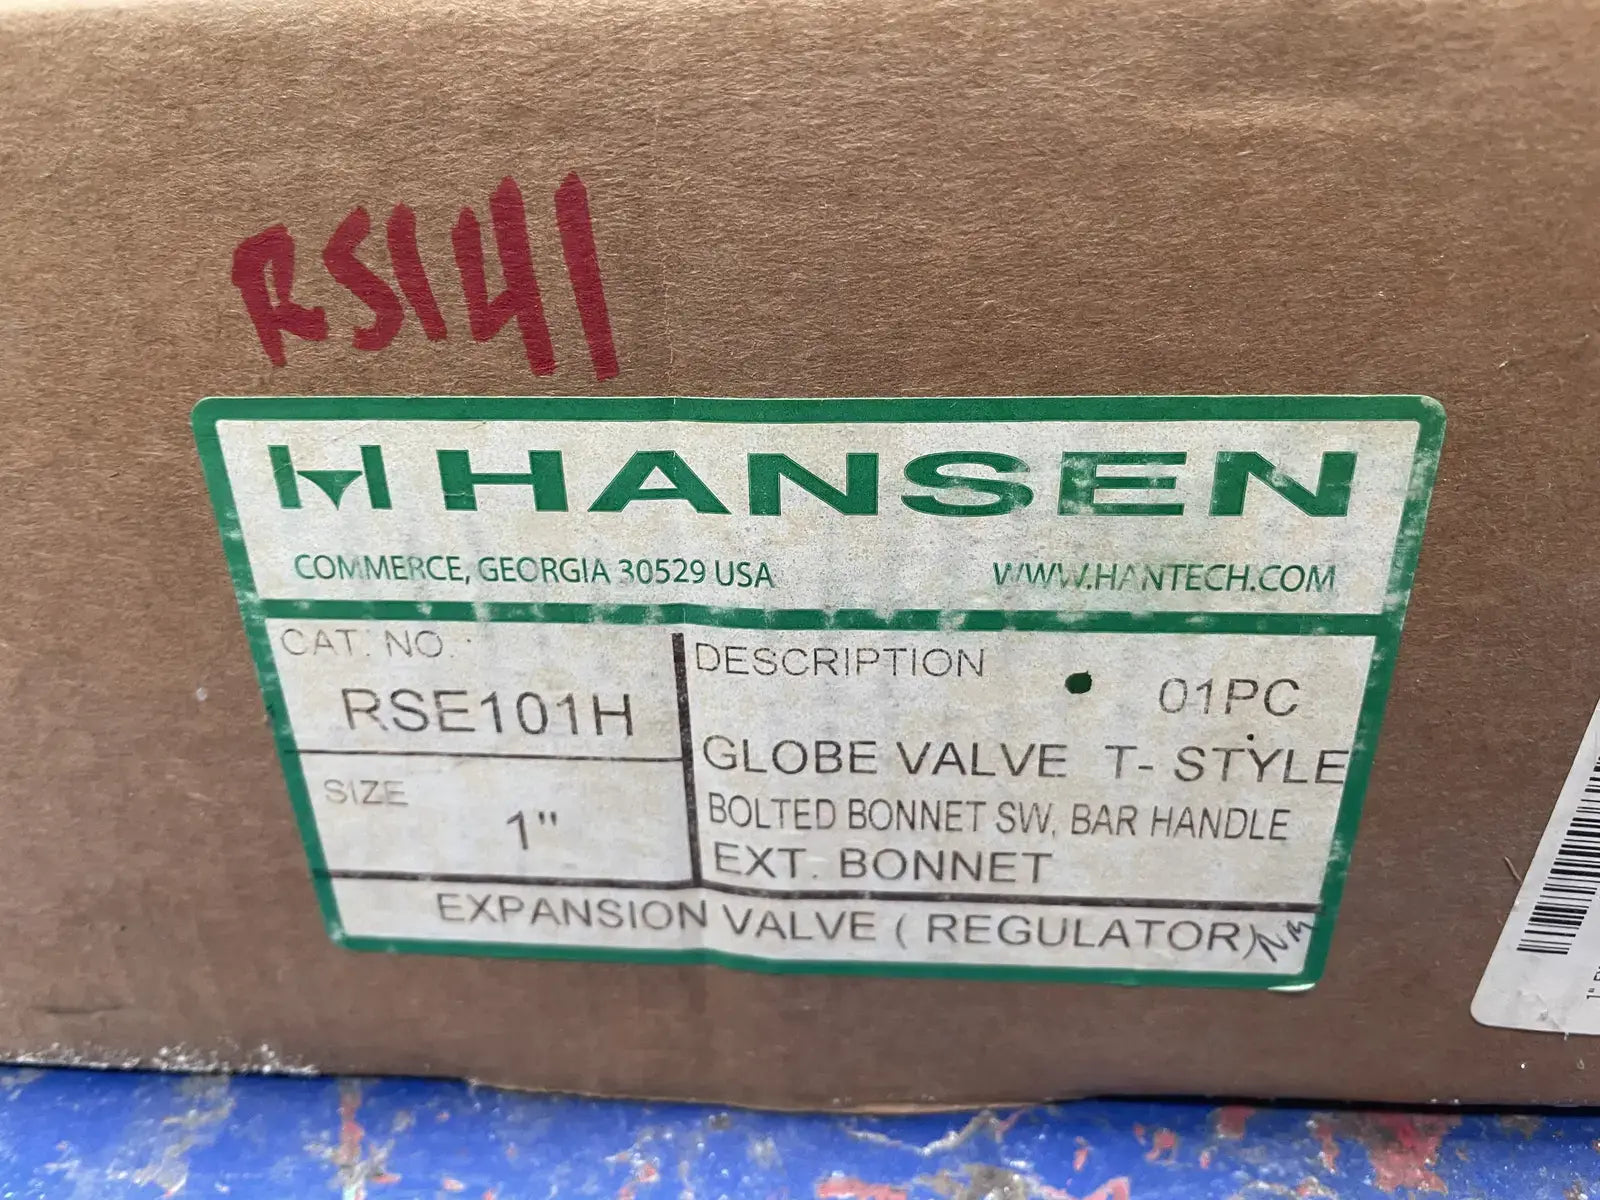 RS141
HANSEN
COMMERCE, GEORGIA 30529 USA
WWW.HANTECH.COM
CAT. NO.
RSE101H
SIZE
1"
DESCRIPTION
01PC
GLOBE VALVE T- STYLE
BOLTED BONNET SW, BAR HANDLE
EXT. BONNET
EXPANSION VALVE ( REGULATOR)
1"